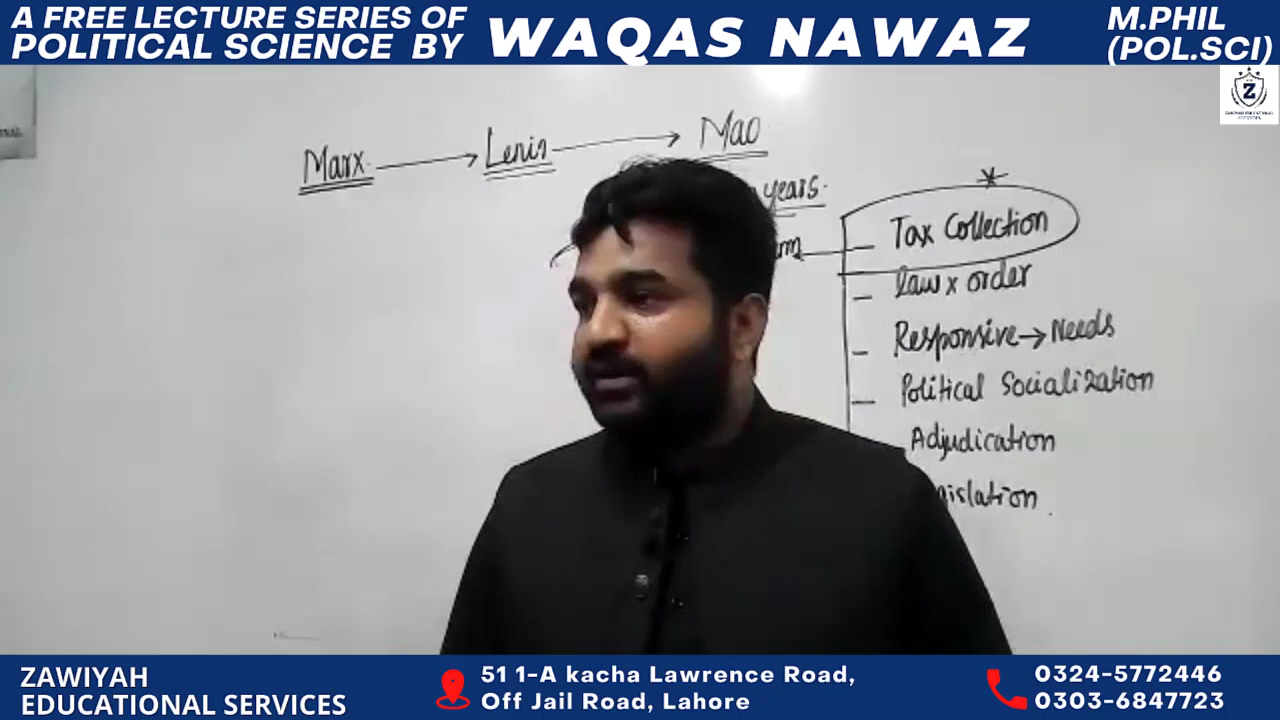 A FREE LECTURE SERIES OF
POLITICAL SCIENCE BY
WAQAS NAWAZ
M.PHIL
(POL.SCI)
Z
Marx → Lenin → Mao
years.
Tax Collection
law x order
Responsive → Needs
Political Socialization
Adjudication
gislation.
ZAWIYAH
EDUCATIONAL SERVICES
51 1-A kacha Lawrence Road,
Off Jail Road, Lahore
0324-5772446
0303-6847723